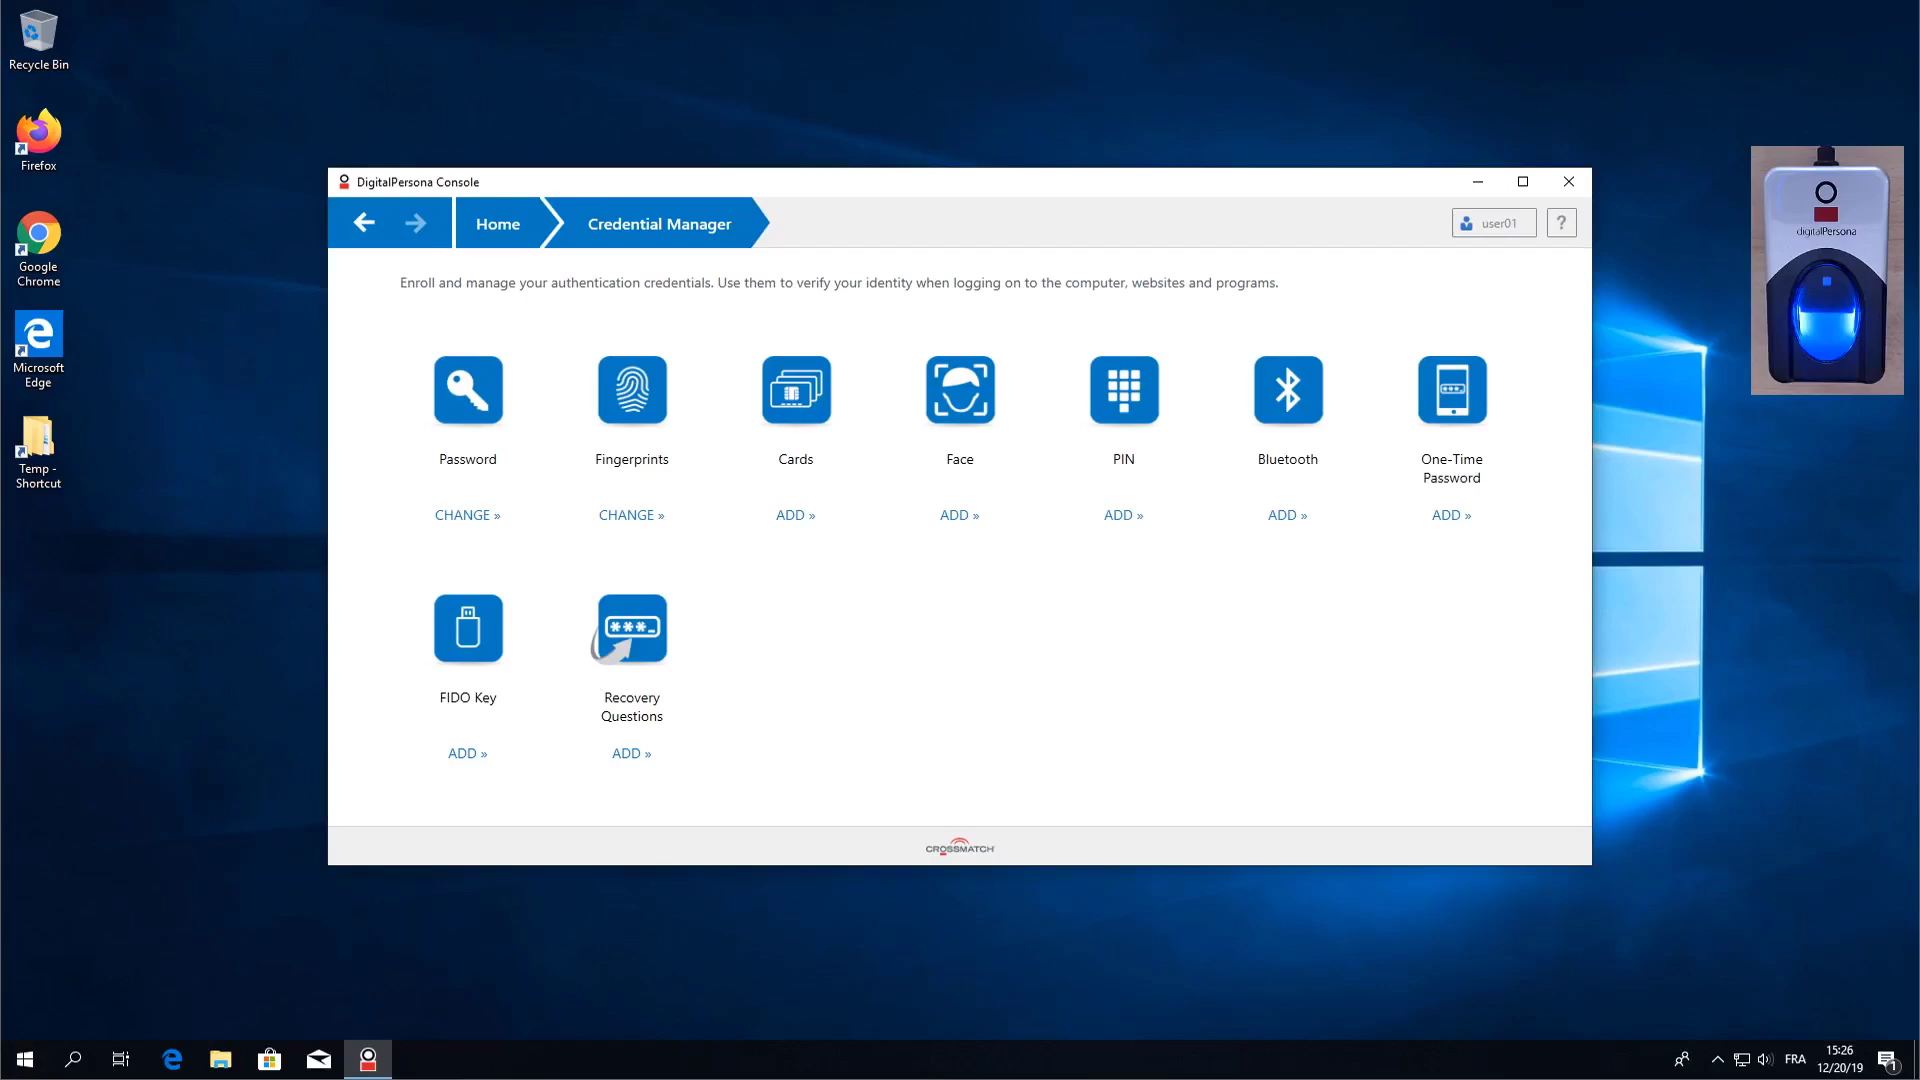 Recycle Bin
Firefox
Google
Chrome
Microsoft
Edge
Temp -
Shortcut
DigitalPersona Console
Home
Credential Manager
user01
?
Enroll and manage your authentication credentials. Use them to verify your identity when logging on to the computer, websites and programs.
Password
Fingerprints
Cards
Face
PIN
Bluetooth
One-Time
Password
CHANGE »
CHANGE »
ADD »
ADD »
ADD »
ADD »
ADD »
***_
FIDO Key
Recovery
Questions
ADD »
ADD »
CROSSMATCH
digitalPersona
FRA
15:26
12/20/19
1